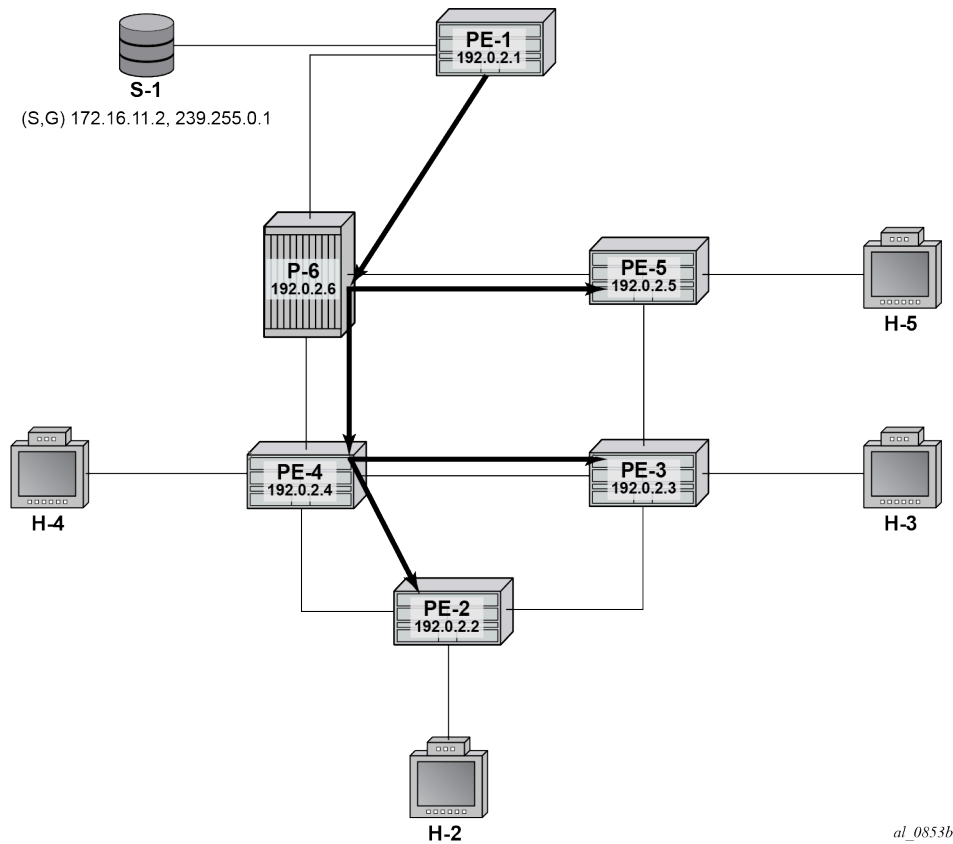 PE-1
192.0.2.1
S-1
(S,G) 172.16.11.2, 239.255.0.1
P-6
192.0.2.6
PE-5
192.0.2.5
H-5
PE-4
192.0.2.4
PE-3
192.0.2.3
H-4
H-3
PE-2
192.0.2.2
H-2
al_0853b